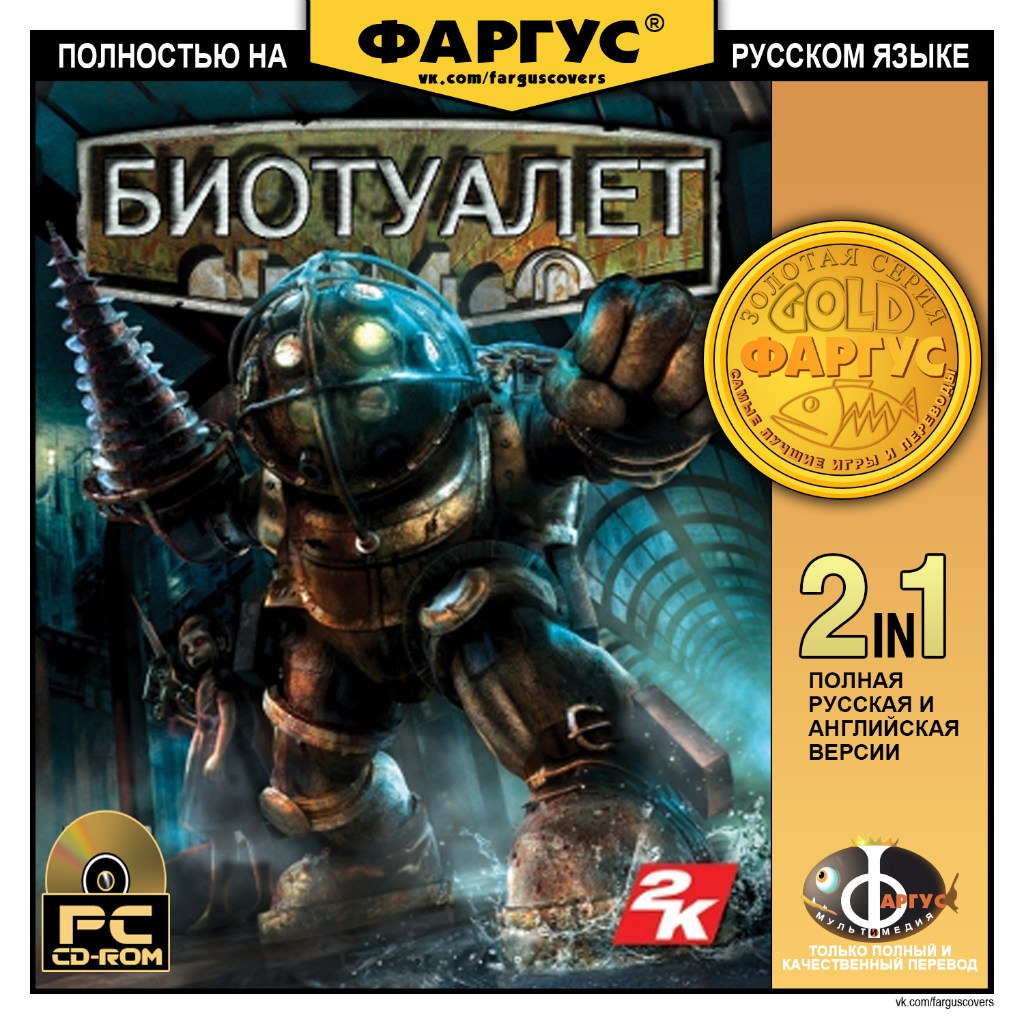 ПОЛНОСТЬЮ НА
ФАРГУС®
РУССКОМ ЯЗЫКЕ
vk.com/farguscovers
БИОТУАЛЕТ
ЗОЛОТАЯ СЕРИЯ
GOLD
ФАРГУС
САМЫЕ ЛУЧШИЕ ИГРЫ И ПЕРЕВОДЫ
2IN1
ПОЛНАЯ
РУССКАЯ И
АНГЛИЙСКАЯ
ВЕРСИИ
PC
CD-ROM
2K
ФАРГУС
МУЛЬТИМЕДИЯ
ТОЛЬКО ПОЛНЫЙ И
КАЧЕСТВЕННЫЙ ПЕРЕВОД
vk.com/farguscovers